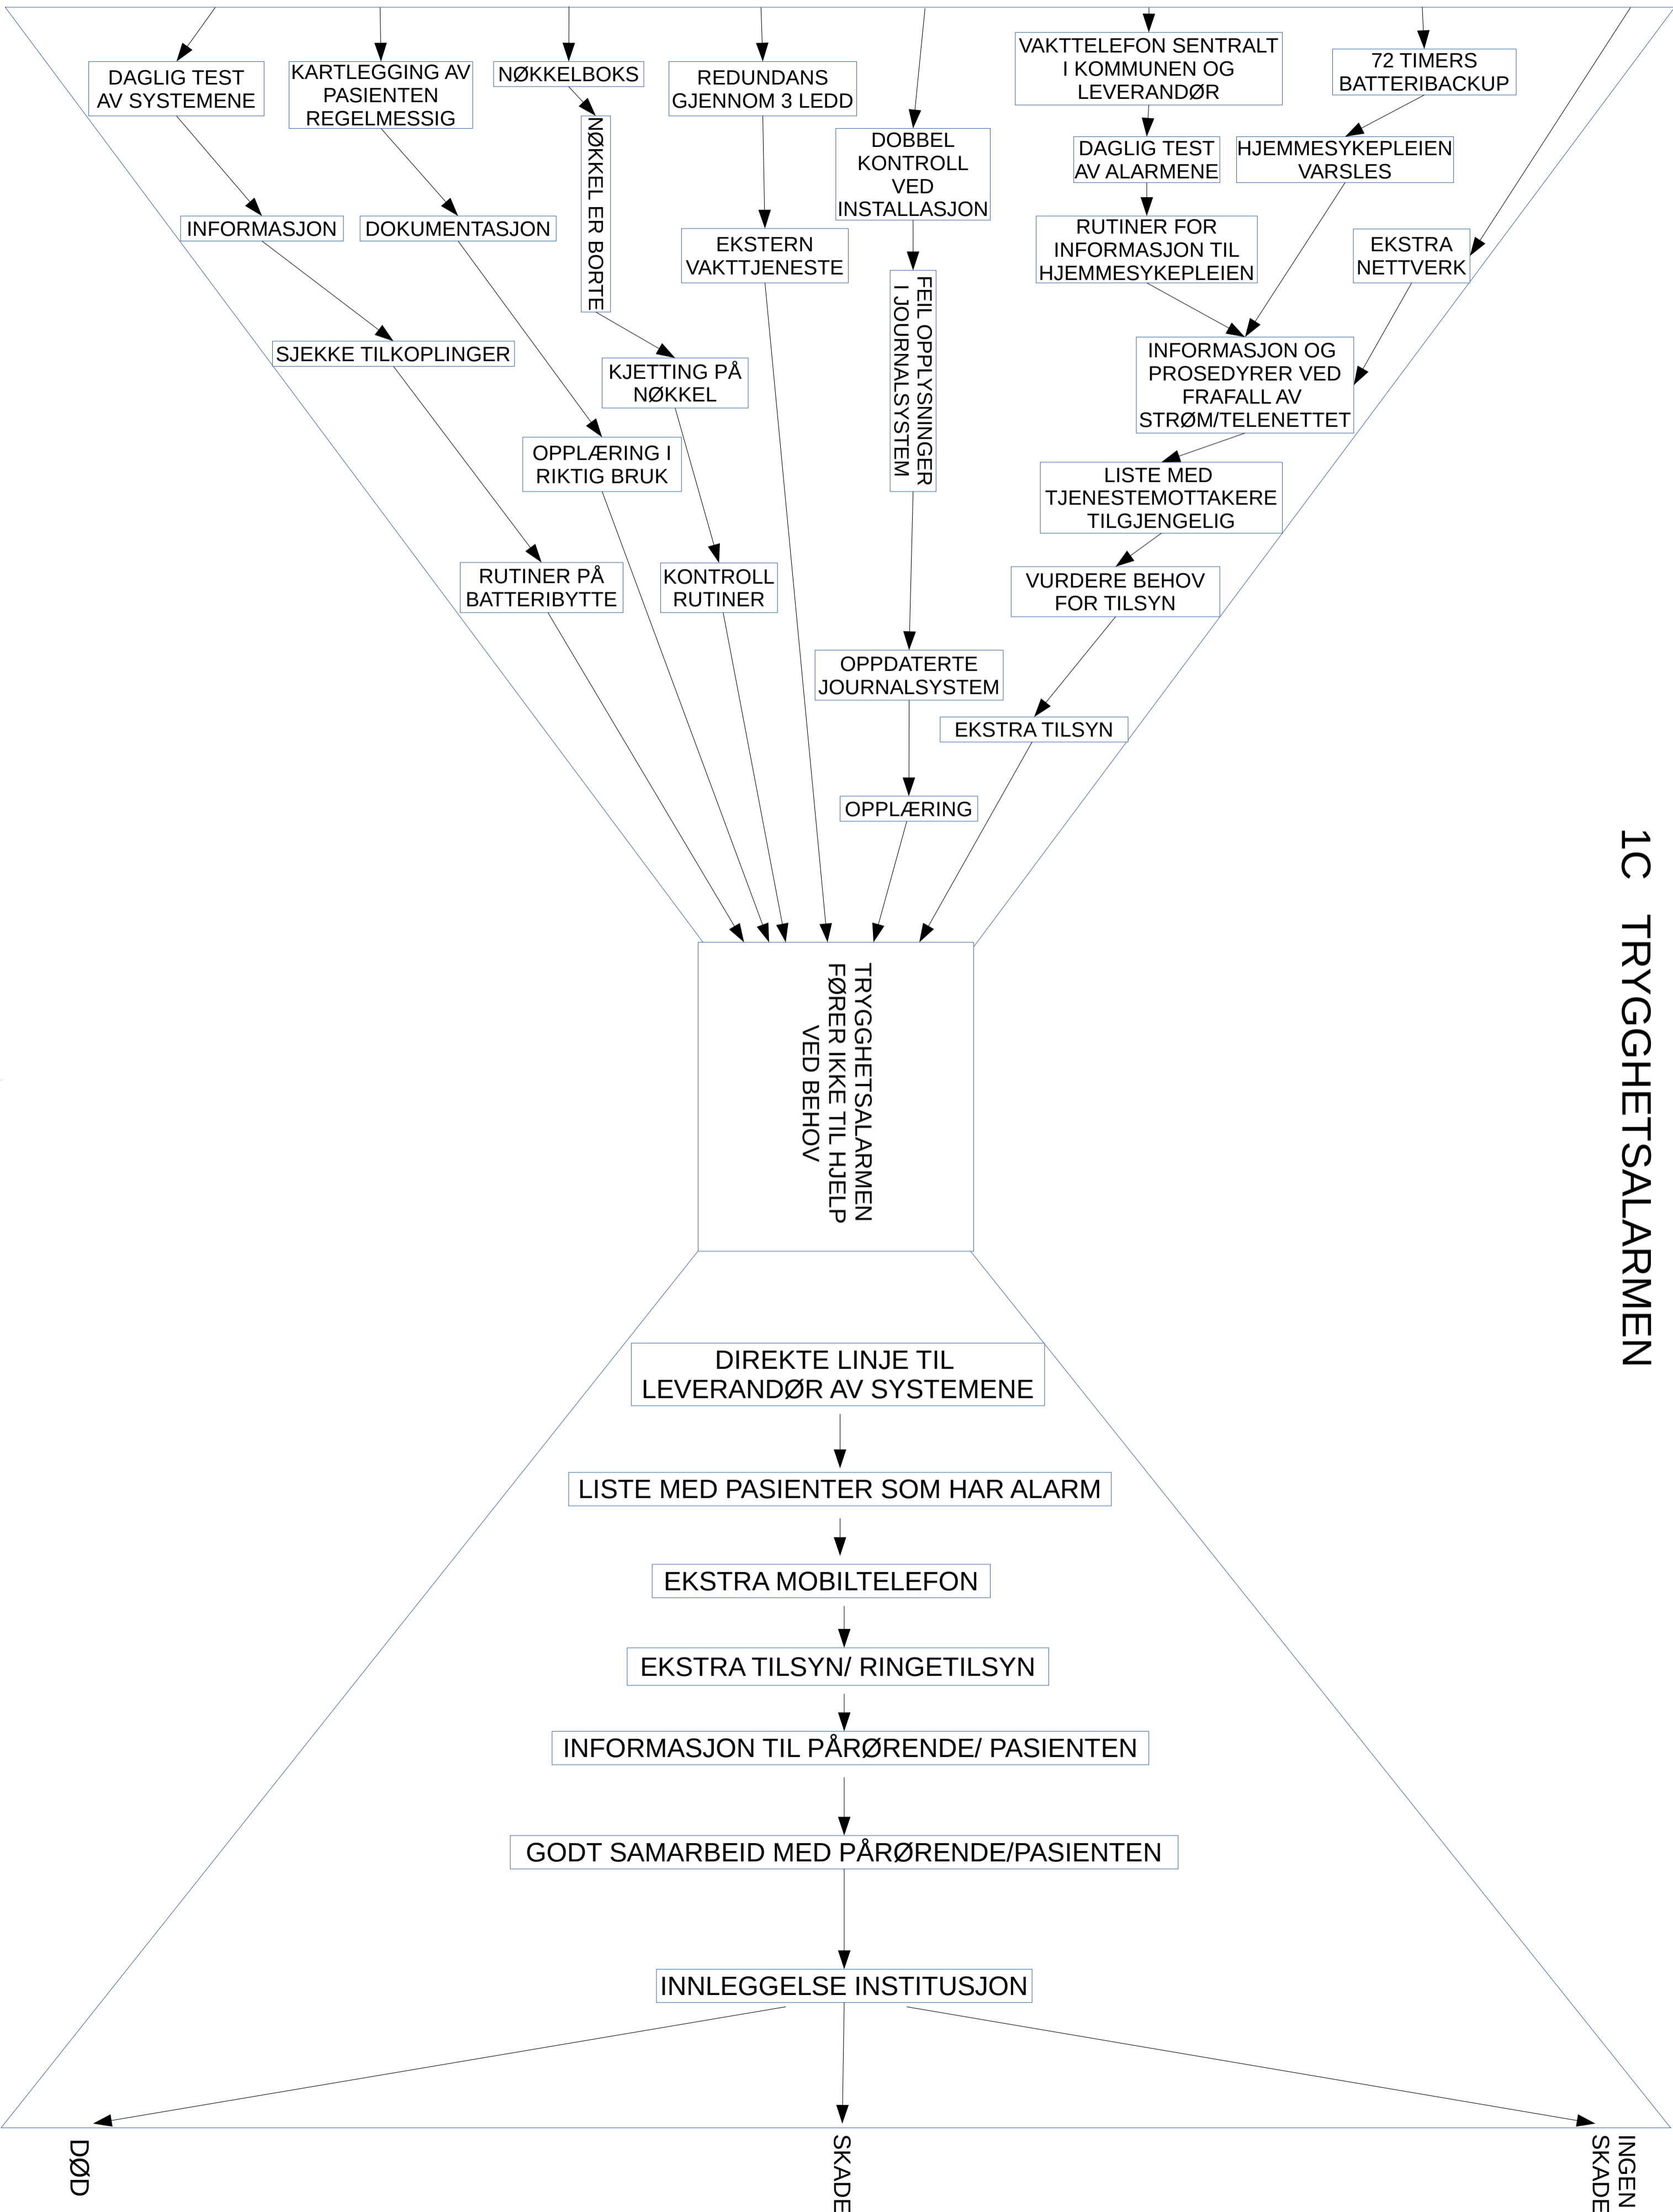 DAGLIG TEST
AV SYSTEMENE
KARTLEGGING AV
PASIENTEN
REGELMESSIG
NØKKELBOKS
REDUNDANS
GJENNOM 3 LEDD
DOBBEL
KONTROLL
VED
INSTALLASJON
VAKTTELEFON SENTRALT
I KOMMUNEN OG
LEVERANDØR
72 TIMERS
BATTERIBACKUP
NØKKEL ER BORTE
DAGLIG TEST
AV ALARMENE
HJEMMESYKEPLEIEN
VARSLES
INFORMASJON
DOKUMENTASJON
EKSTERN
VAKTTJENESTE
RUTINER FOR
INFORMASJON TIL
HJEMMESYKEPLEIEN
EKSTRA
NETTVERK
FEIL OPPLYSNINGER
I JOURNALSYSTEM
SJEKKE TILKOPLINGER
KJETTING PÅ
NØKKEL
INFORMASJON OG
PROSEDYRER VED
FRAFALL AV
STRØM/TELENETTET
OPPLÆRING I
RIKTIG BRUK
LISTE MED
TJENESTEMOTTAKERE
TILGJENGELIG
RUTINER PÅ
BATTERIBYTTE
KONTROLL
RUTINER
VURDERE BEHOV
FOR TILSYN
OPPDATERTE
JOURNALSYSTEM
EKSTRA TILSYN
OPPLÆRING
1C TRYGGHETSALARMEN
TRYGGHETSALARMEN
FØRER IKKE TIL HJELP
VED BEHOV
DIREKTE LINJE TIL
LEVERANDØR AV SYSTEMENE
LISTE MED PASIENTER SOM HAR ALARM
EKSTRA MOBILTELEFON
EKSTRA TILSYN/ RINGETILSYN
INFORMASJON TIL PÅRØRENDE/ PASIENTEN
GODT SAMARBEID MED PÅRØRENDE/PASIENTEN
INNLEGGELSE INSTITUSJON
DØD
SKADE
INGEN
SKADE